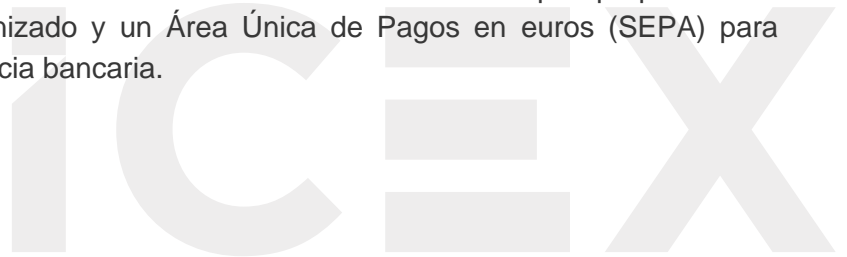 nizado y un Área Única de Pagos en euros (SEPA) para
cia bancaria.
iCEX